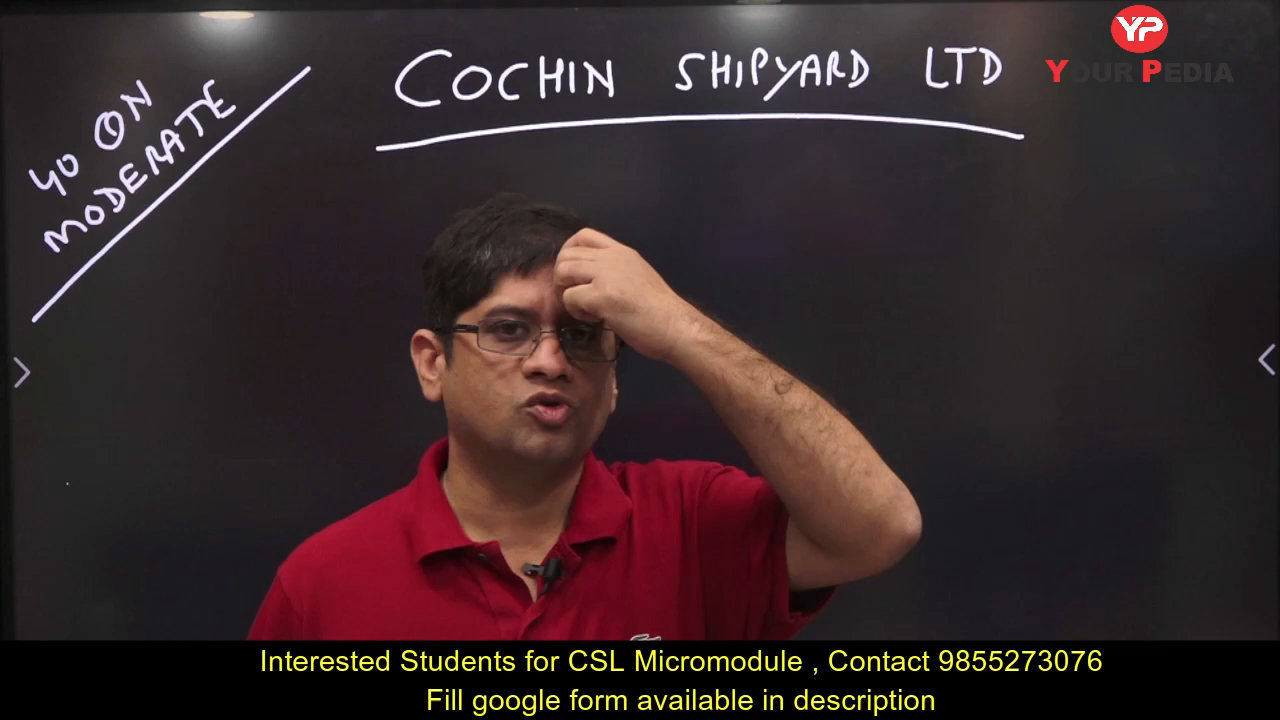 COCHIN SHIPYARD LTD
YP
YOUR PEDIA
40 ON
MODERATE
Interested Students for CSL Micromodule , Contact 9855273076
Fill google form available in description